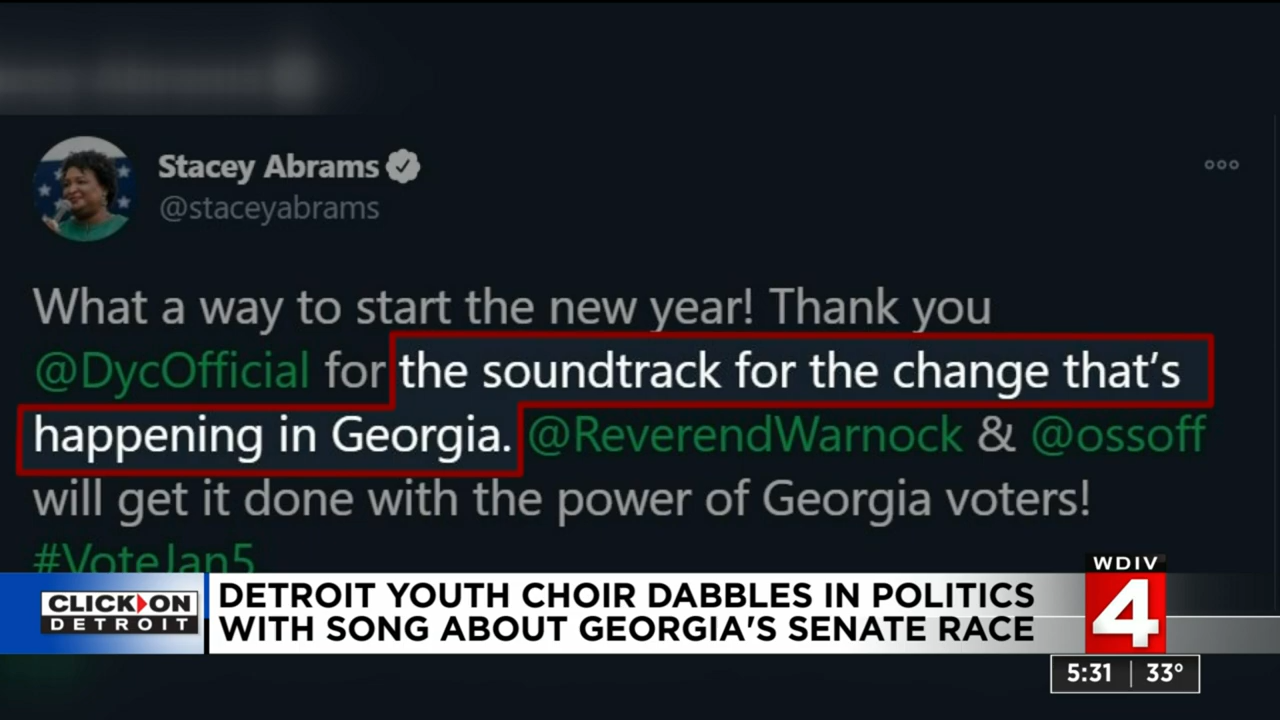 Stacey Abrams
@staceyabrams
What a way to start the new year! Thank you
@DycOfficial for the soundtrack for the change that's
happening in Georgia. @ReverendWarnock & @ossoff
will get it done with the power of Georgia voters!
#VoteJan5
CLICK ON
DETROIT
DETROIT YOUTH CHOIR DABBLES IN POLITICS
WITH SONG ABOUT GEORGIA'S SENATE RACE
WDIV
4
5:31 33°